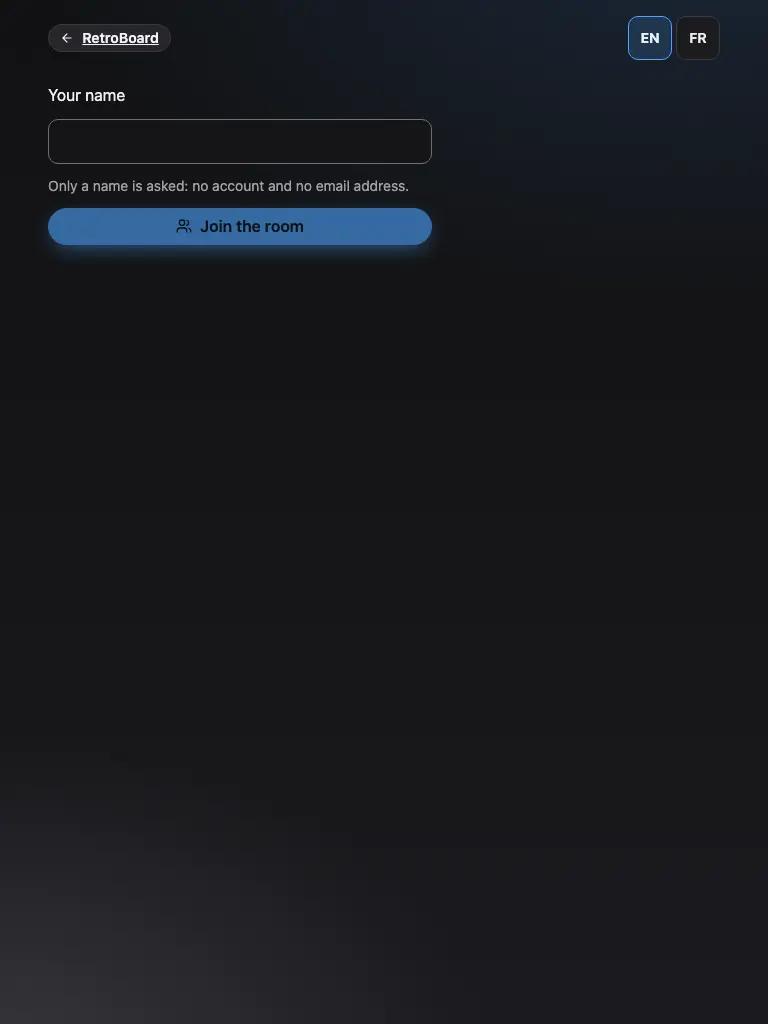 RetroBoard
EN
FR
Your name
Only a name is asked: no account and no email address.
Join the room